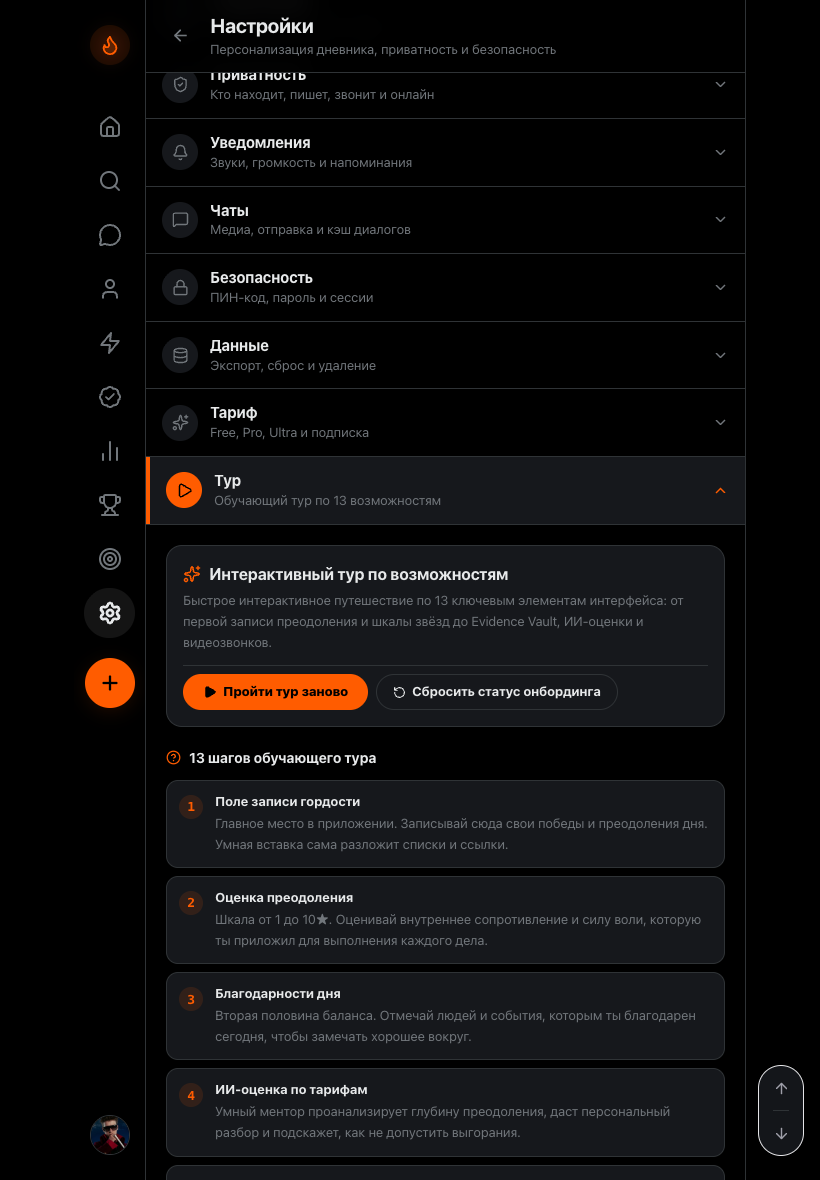 Настройки
Персонализация дневника, приватность и безопасность
Приватность
Кто находит, пишет, звонит и онлайн
Уведомления
Звуки, громкость и напоминания
Чаты
Медиа, отправка и кэш диалогов
Безопасность
ПИН-код, пароль и сессии
Данные
Экспорт, сброс и удаление
Тариф
Free, Pro, Ultra и подписка
Тур
Обучающий тур по 13 возможностям
Интерактивный тур по возможностям
Быстрое интерактивное путешествие по 13 ключевым элементам интерфейса: от
первой записи преодоления и шкалы звёзд до Evidence Vault, ИИ-оценки и
видеозвонков.
Пройти тур заново
Сбросить статус онбординга
13 шагов обучающего тура
1
Поле записи гордости
Главное место в приложении. Записывай сюда свои победы и преодоления дня.
Умная вставка сама разложит списки и ссылки.
2
Оценка преодоления
Шкала от 1 до 10★. Оценивай внутреннее сопротивление и силу воли, которую
ты приложил для выполнения каждого дела.
3
Благодарности дня
Вторая половина баланса. Отмечай людей и события, которым ты благодарен
сегодня, чтобы замечать хорошее вокруг.
4
ИИ-оценка по тарифам
Умный ментор проанализирует глубину преодоления, даст персональный
разбор и подскажет, как не допустить выгорания.